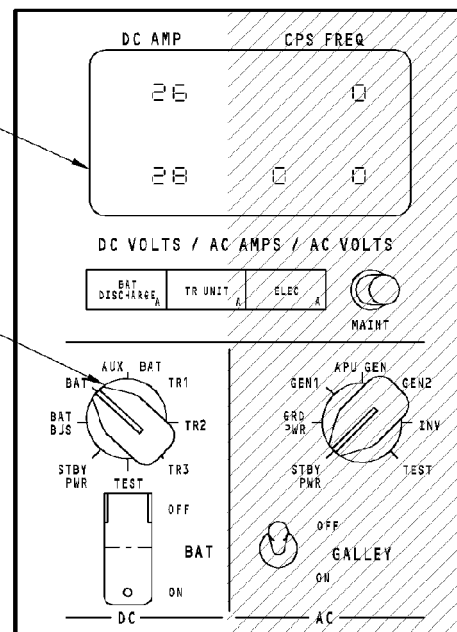 DC AMP CPS FREQ
26 0
28 0 0
DC VOLTS / AC AMPS / AC VOLTS
BAT DISCHARGE A TR UNIT A ELEC A
MAINT
AUX BAT
BAT TR1
BAT BUS TR2
STBY PWR TR3
TEST
OFF
BAT
ON
DC
APU GEN
GEN1 GEN2
GRD PWR INV
STBY PWR TEST
OFF
GALLEY
ON
AC